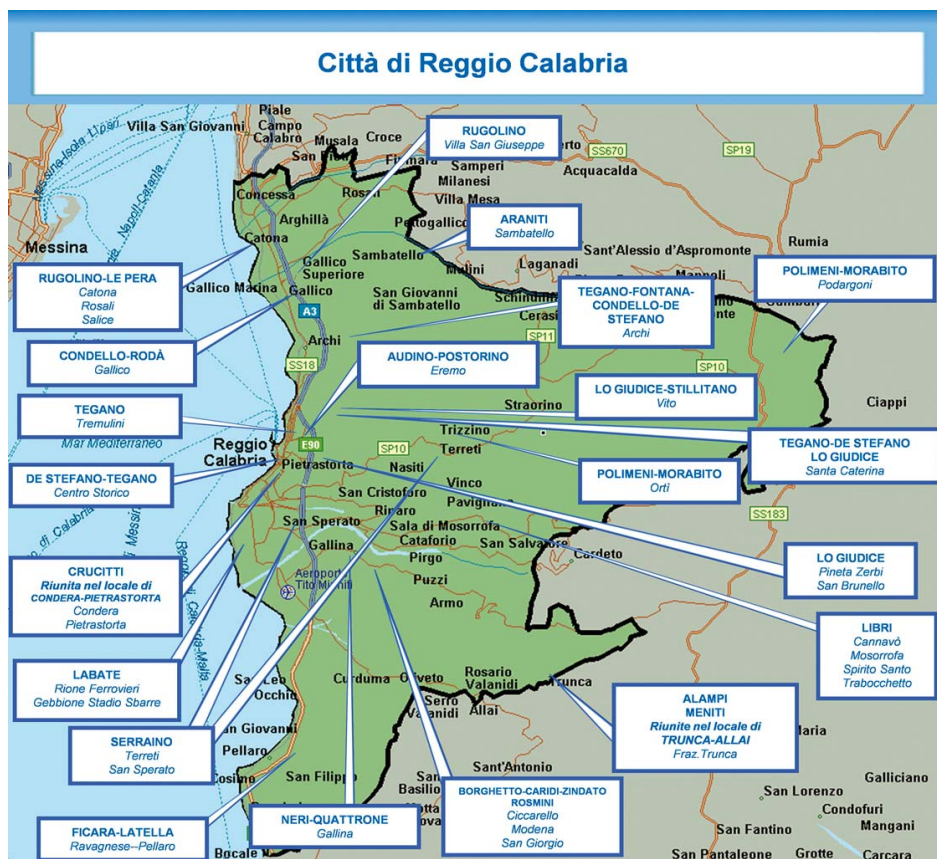 Città di Reggio Calabria
Piale
Villa San Giovanni
Campo
Calabro
Musala
Croce
RUGOLINO
Villa San Giuseppe
SS670
SP19
Acquacalda
Samperi
Milanesi
Villa Mesa
Concessa
Rosali
Arghillà
Catona
Messina
ARANITI
Sambatello
Sambatello
Gallico
Superiore
Sant'Alessio d'Aspromonte
Rumia
Laganadi
RUGOLINO-LE PERA
Catona
Rosali
Salice
Gallico Marina
Gallico
San Giovanni
di Sambatello
TEGANO-FONTANA-
CONDELLO-DE
STEFANO
Archi
POLIMENI-MORABITO
Podargoni
A3
Archi
SS18
SP11
SP10
CONDELLO-RODÀ
Gallico
AUDINO-POSTORINO
Eremo
LO GIUDICE-STILLITANO
Vito
Straorino
Ciappi
TEGANO
Tremulini
Mar Mediterraneo
Trizzino
Terreti
E90
SP10
Reggio
Calabria
Pietrastorta
Nasiti
TEGANO-DE STEFANO
LO GIUDICE
Santa Caterina
DE STEFANO-TEGANO
Centro Storico
POLIMENI-MORABITO
Ortì
Vinco
San Cristoforo
SS183
San Sperato
Sala di Mosorrofa
Cataforio
Gallina
Pirgo
Cardeto
Puzzi
Armo
CRUCITTI
Riunita nel locale di
CONDERA-PIETRASTORTA
Condera
Pietrastorta
LO GIUDICE
Pineta Zerbi
San Brunello
LIBRI
Cannavò
Mosorrofa
Spirito Santo
Trabocchetto
LABATE
Rione Ferrovieri
Gebbione Stadio Sbarre
Occhio
Curduma
Oliveto
Rosario
Valanidi
Trunca
Serro
Valanidi
Allai
ALAMPI
MENITI
Riunite nel locale di
TRUNCA-ALLAI
Fraz.Trunca
SERRAINO
Terreti
San Sperato
Pellaro
San Filippo
Sant'Antonio
Galliciano
San Lorenzo
Condofuri
Mangani
San Fantino
FICARA-LATELLA
Ravagnese--Pellaro
NERI-QUATTRONE
Gallina
BORGHETTO-CARIDI-ZINDATO
ROSMINI
Ciccarello
Modena
San Giorgio
San Pantaleone
Grotte
Carcara